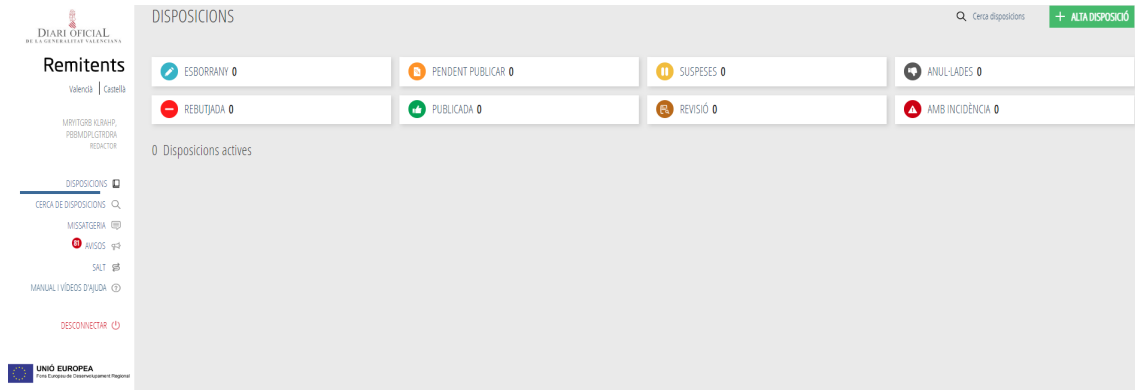 DIARI OFICIAL
DE LA GENERALITAT VALENCIANA
Remitents
Valencià | Castellà
MRYITGRB KLRAHP,
PBBMDPLGTRDRA
REDACTOR
DISPOSICIONS
CERCA DE DISPOSICIONS
MISSATGERIA
81 AVISOS
SALT
MANUAL I VÍDEOS D'AJUDA
DESCONNECTAR
UNIÓ EUROPEA
Fons Europeu de Desenvolupament Regional
DISPOSICIONS
Cerca disposicions
+ ALTA DISPOSICIÓ
ESBORRANY 0
PENDENT PUBLICAR 0
SUSPESES 0
ANUL·LADES 0
REBUTJADA 0
PUBLICADA 0
REVISIÓ 0
AMB INCIDÈNCIA 0
0 Disposicions actives